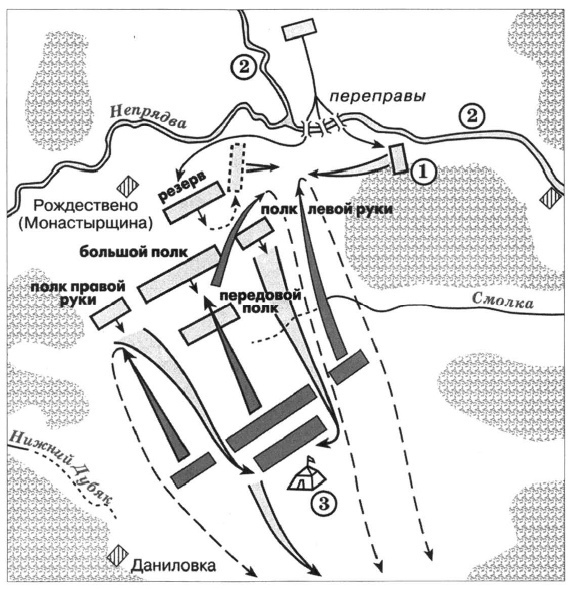 2
переправы
2
Непрядва
1
резерв
Рождествено
(Монастырщина)
полк левой руки
большой полк
полк правой
руки
передовой
полк
Смолка
Нижний Дубяк
3
Даниловка